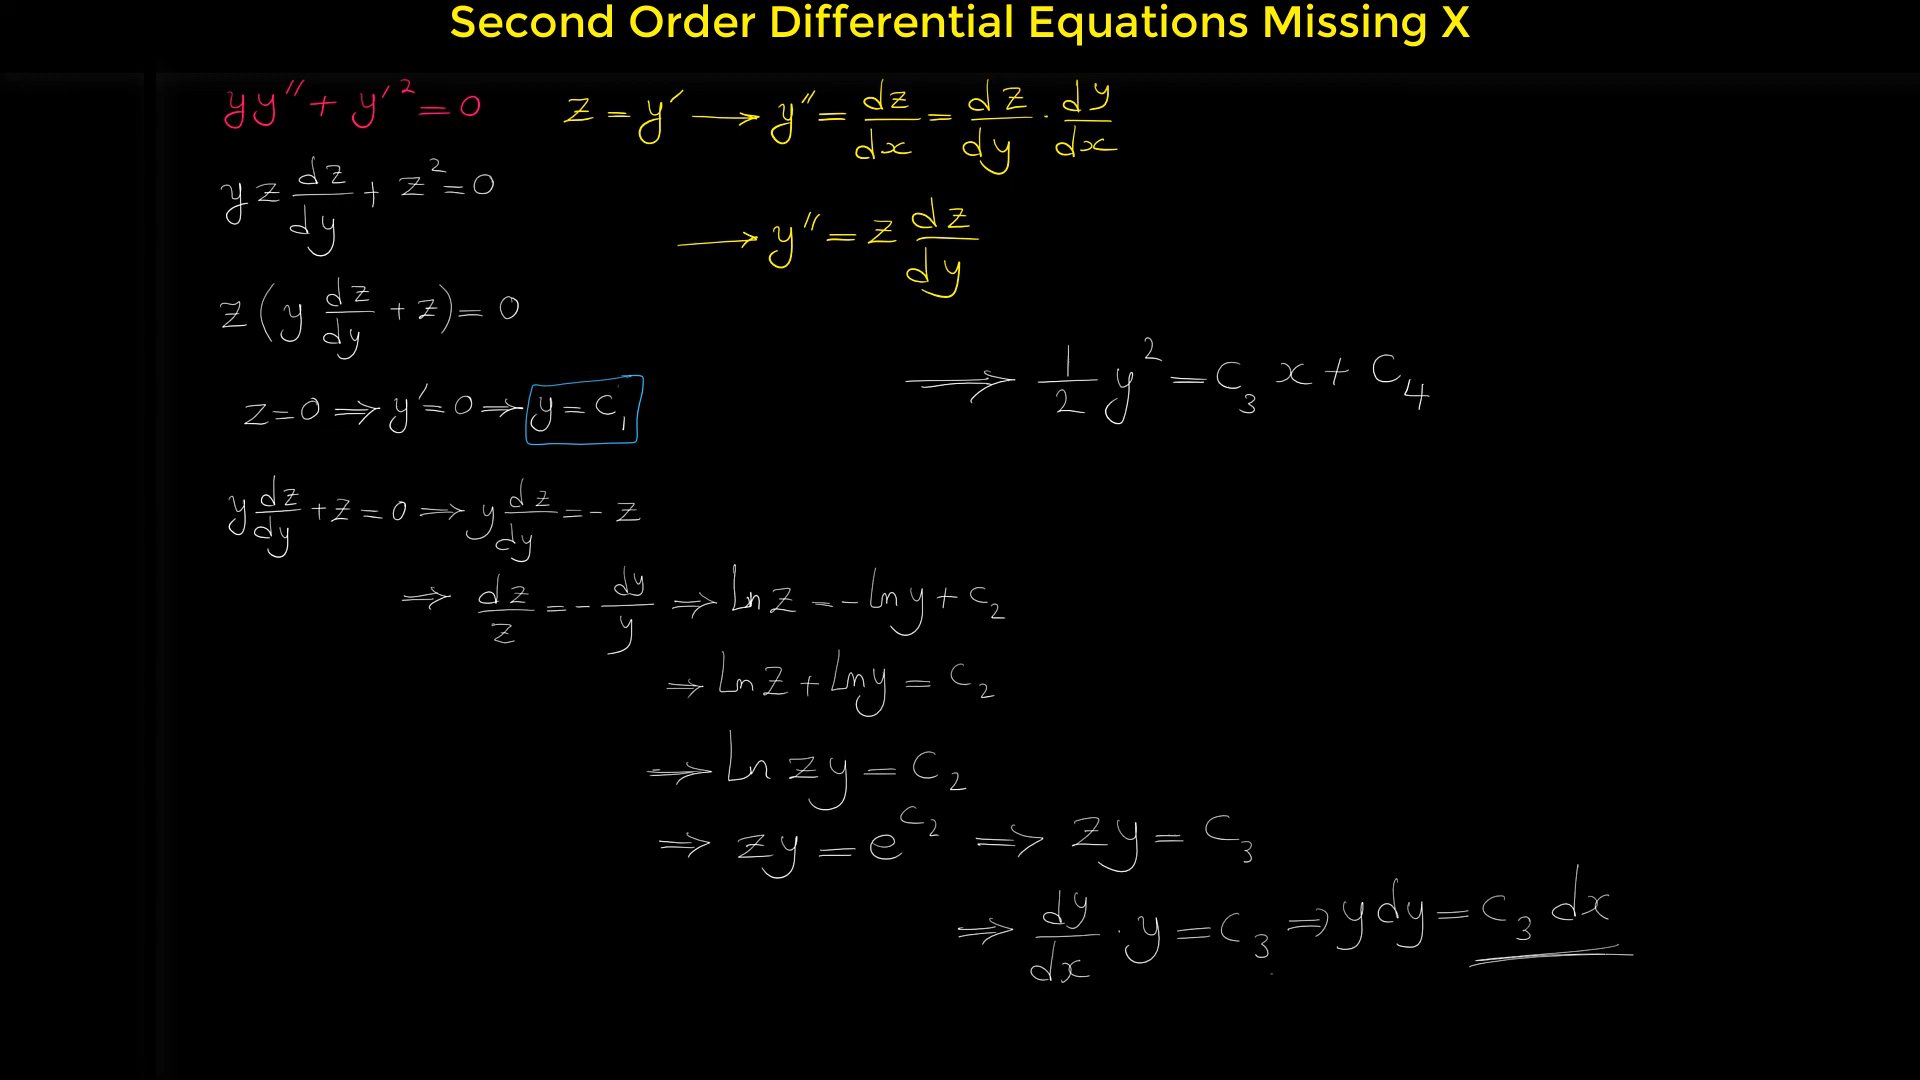 Second Order Differential Equations Missing X
yy″ + y′² = 0
z = y′ → y″ = dz/dx = dz/dy · dy/dx
yz dz/dy + z² = 0
→ y″ = z dz/dy
z(y dz/dy + z) = 0
z = 0 ⇒ y′ = 0 ⇒ y = c₁
y dz/dy + z = 0 ⇒ y dz/dy = - z
⇒ dz/z = - dy/y ⇒ Ln z = - ln y + c₂
⇒ Ln z + Ln y = c₂
⇒ Ln zy = c₂
⇒ zy = e^c₂ ⇒ zy = c₃
⇒ dy/dx · y = c₃ ⇒ y dy = c₃ dx
⇒ 1/2 y² = c₃ x + c₄